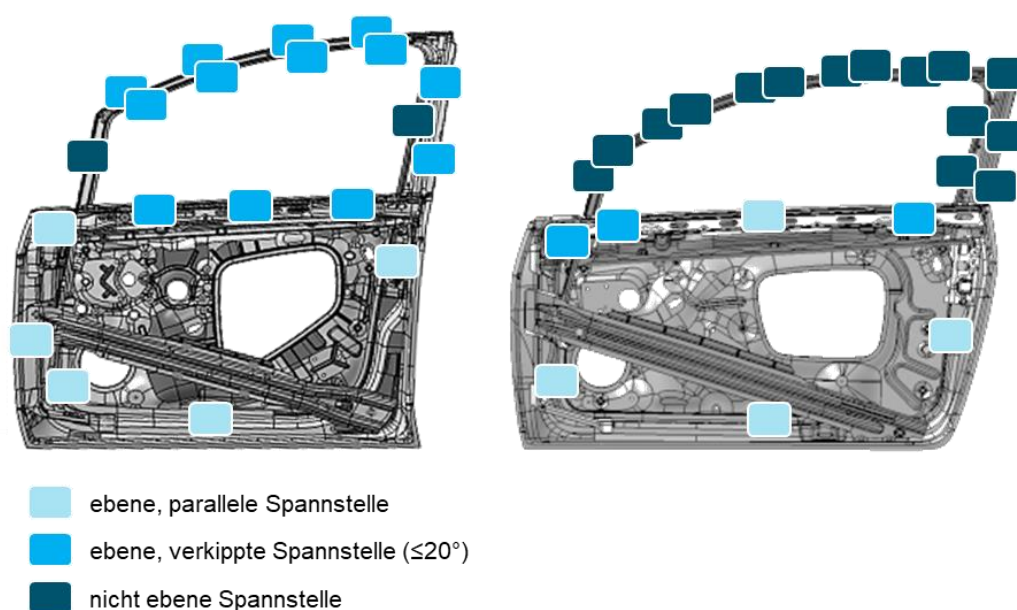 ebene, parallele Spannstelle
ebene, verkippte Spannstelle (≤20°)
nicht ebene Spannstelle